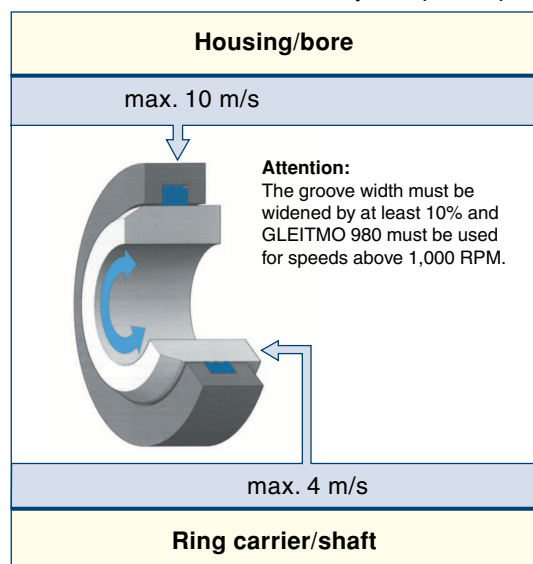 Housing/bore
max. 10 m/s
Attention:
The groove width must be
widened by at least 10% and
GLEITMO 980 must be used
for speeds above 1,000 RPM.
max. 4 m/s
Ring carrier/shaft